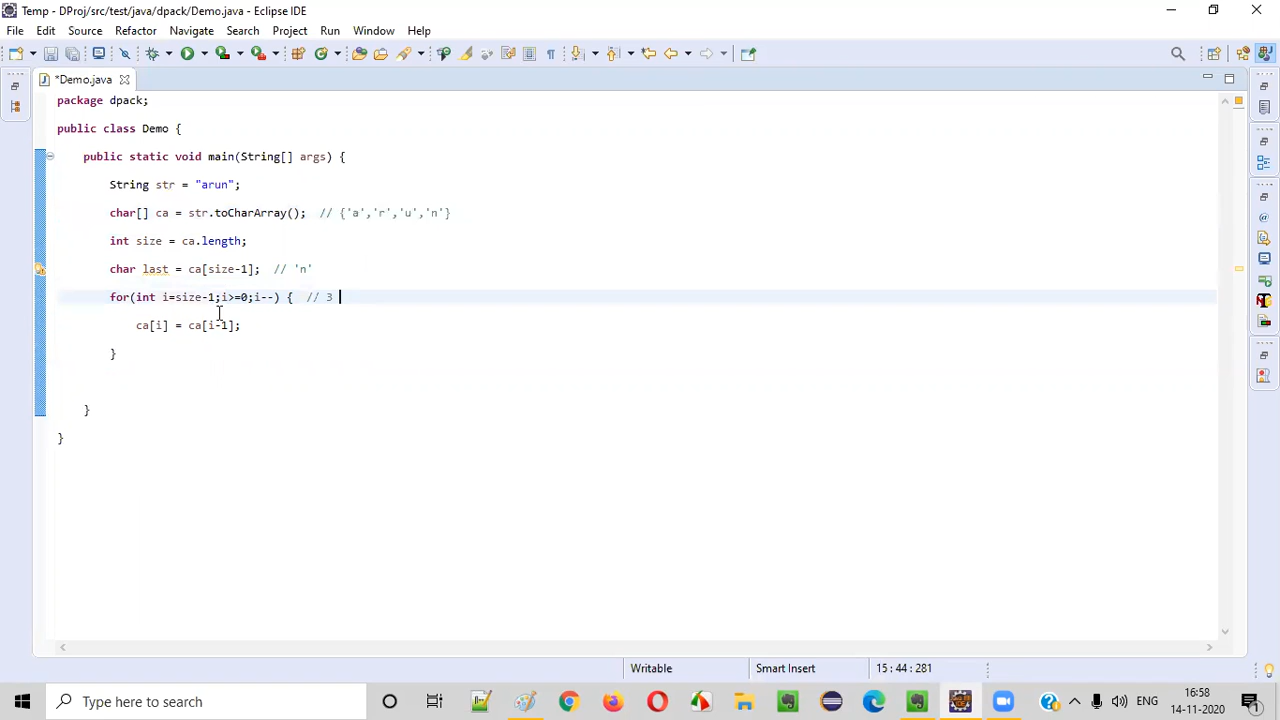 Temp - DProj/src/test/java/dpack/Demo.java - Eclipse IDE
File Edit Source Refactor Navigate Search Project Run Window Help
*Demo.java
package dpack;
public class Demo {
public static void main(String[] args) {
String str = "arun";
char[] ca = str.toCharArray();  // {'a','r','u','n'}
int size = ca.length;
char last = ca[size-1];  // 'n'
for(int i=size-1;i>=0;i--) {  // 3
ca[i] = ca[i-1];
}
}
}
Writable Smart Insert 15 : 44 : 281
Type here to search
ENG
16:58
14-11-2020